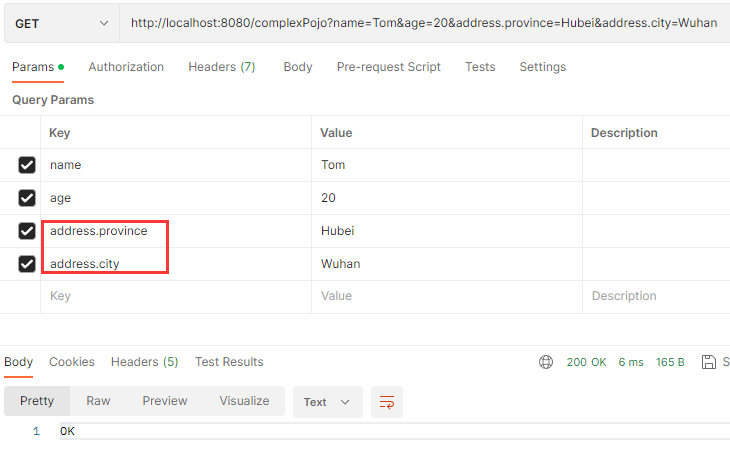 GET http://localhost:8080/complexPojo?name=Tom&age=20&address.province=Hubei&address.city=Wuhan
Params Authorization Headers (7) Body Pre-request Script Tests Settings
Query Params
Key Value Description
name Tom
age 20
address.province Hubei
address.city Wuhan
Key Value Description
Body Cookies Headers (5) Test Results 200 OK 6 ms 165 B S
Pretty Raw Preview Visualize Text
1 OK